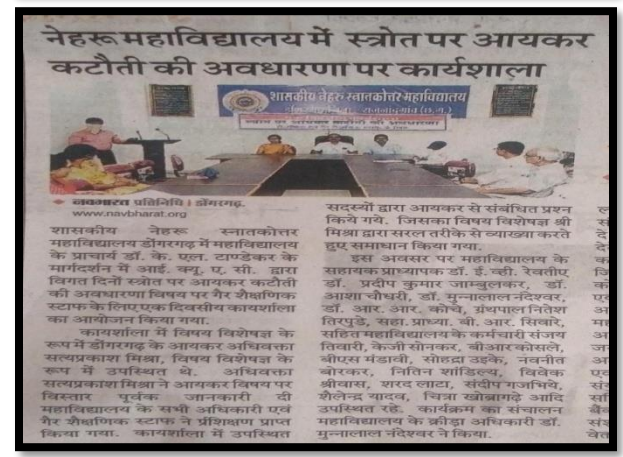 नेहरू महाविद्यालय में स्त्रोत पर आयकर
कटौती की अवधारणा पर कार्यशाला
शासकीय नेहरु स्नातकोत्तर महाविद्यालय
राजनांदगांव (छ.ग.)
नवभारत प्रतिनिधि। डोंगरगढ़.
www.navbharat.org
शासकीय नेहरू स्नातकोत्तर
महाविद्यालय डोंगरगढ़ में महाविद्यालय
के प्राचार्य डॉ. के. एल. टाण्डेकर के
मार्गदर्शन में आई. क्यू. ए. सी. द्वारा
विगत दिनों स्त्रोत पर आयकर कटौती
की अवधारणा विषय पर गैर शैक्षणिक
स्टाफ के लिए एक दिवसीय कार्यशाला
का आयोजन किया गया.
कार्यशाला में विषय विशेषज्ञ के
रूप में डोंगरगढ़ के आयकर अधिवक्ता
सत्यप्रकाश मिश्रा, विषय विशेषज्ञ के
रूप में उपस्थित थे. अधिवक्ता
सत्यप्रकाश मिश्रा ने आयकर विषय पर
विस्तार पूर्वक जानकारी दी
महाविद्यालय के सभी अधिकारी एवं
गैर शैक्षणिक स्टाफ ने प्रशिक्षण प्राप्त
किया गया. कार्यशाला में उपस्थित
सदस्यों द्वारा आयकर से संबंधित प्रश्न
किये गये. जिसका विषय विशेषज्ञ श्री
मिश्रा द्वारा सरल तरीके से व्याख्या करते
हुए समाधान किया गया.
इस अवसर पर महाविद्यालय के
सहायक प्राध्यापक डॉ. ई. व्ही. रेवतीए
डॉ. प्रदीप कुमार जाम्बुलकर, डॉ.
आशा चौधरी, डॉ. मुन्नालाल नंदेश्वर,
डॉ. आर. आर. कोचे, ग्रंथपाल नितेश
तिरपुडे, सहा. प्राध्या. बी. आर. सिवारे,
सहित महाविद्यालय के कर्मचारी संजय
तिवारी, केजी सोनकर, बीआर कोसले,
बीएस मंडावी, सोहद्रा उइके, नवनीत
बोरकर, नितिन शांडिल्य, विवेक
श्रीवास, शरद लाटा, संदीप गजभिये,
शैलेन्द्र यादव, चित्रा खोब्रागढ़े आदि
उपस्थित रहे. कार्यक्रम का संचालन
महाविद्यालय के क्रीड़ा अधिकारी डॉ.
मुन्नालाल नंदेश्वर ने किया.